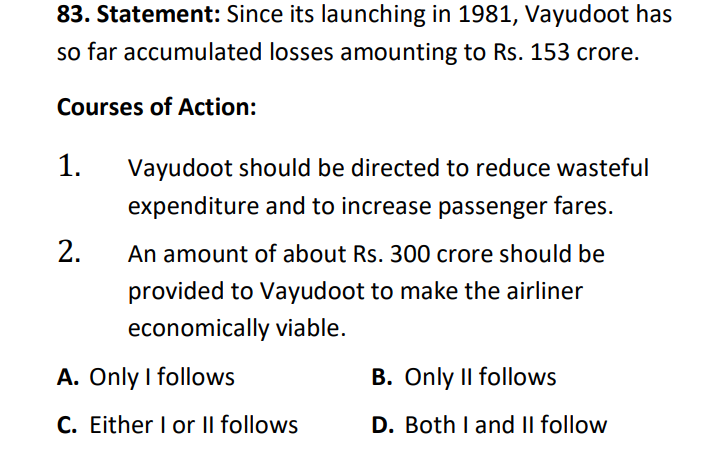 83. Statement: Since its launching in 1981, Vayudoot has
so far accumulated losses amounting to Rs. 153 crore.
Courses of Action:
1. Vayudoot should be directed to reduce wasteful
expenditure and to increase passenger fares.
2. An amount of about Rs. 300 crore should be
provided to Vayudoot to make the airliner
economically viable.
A. Only I follows B. Only II follows
C. Either I or II follows D. Both I and II follow